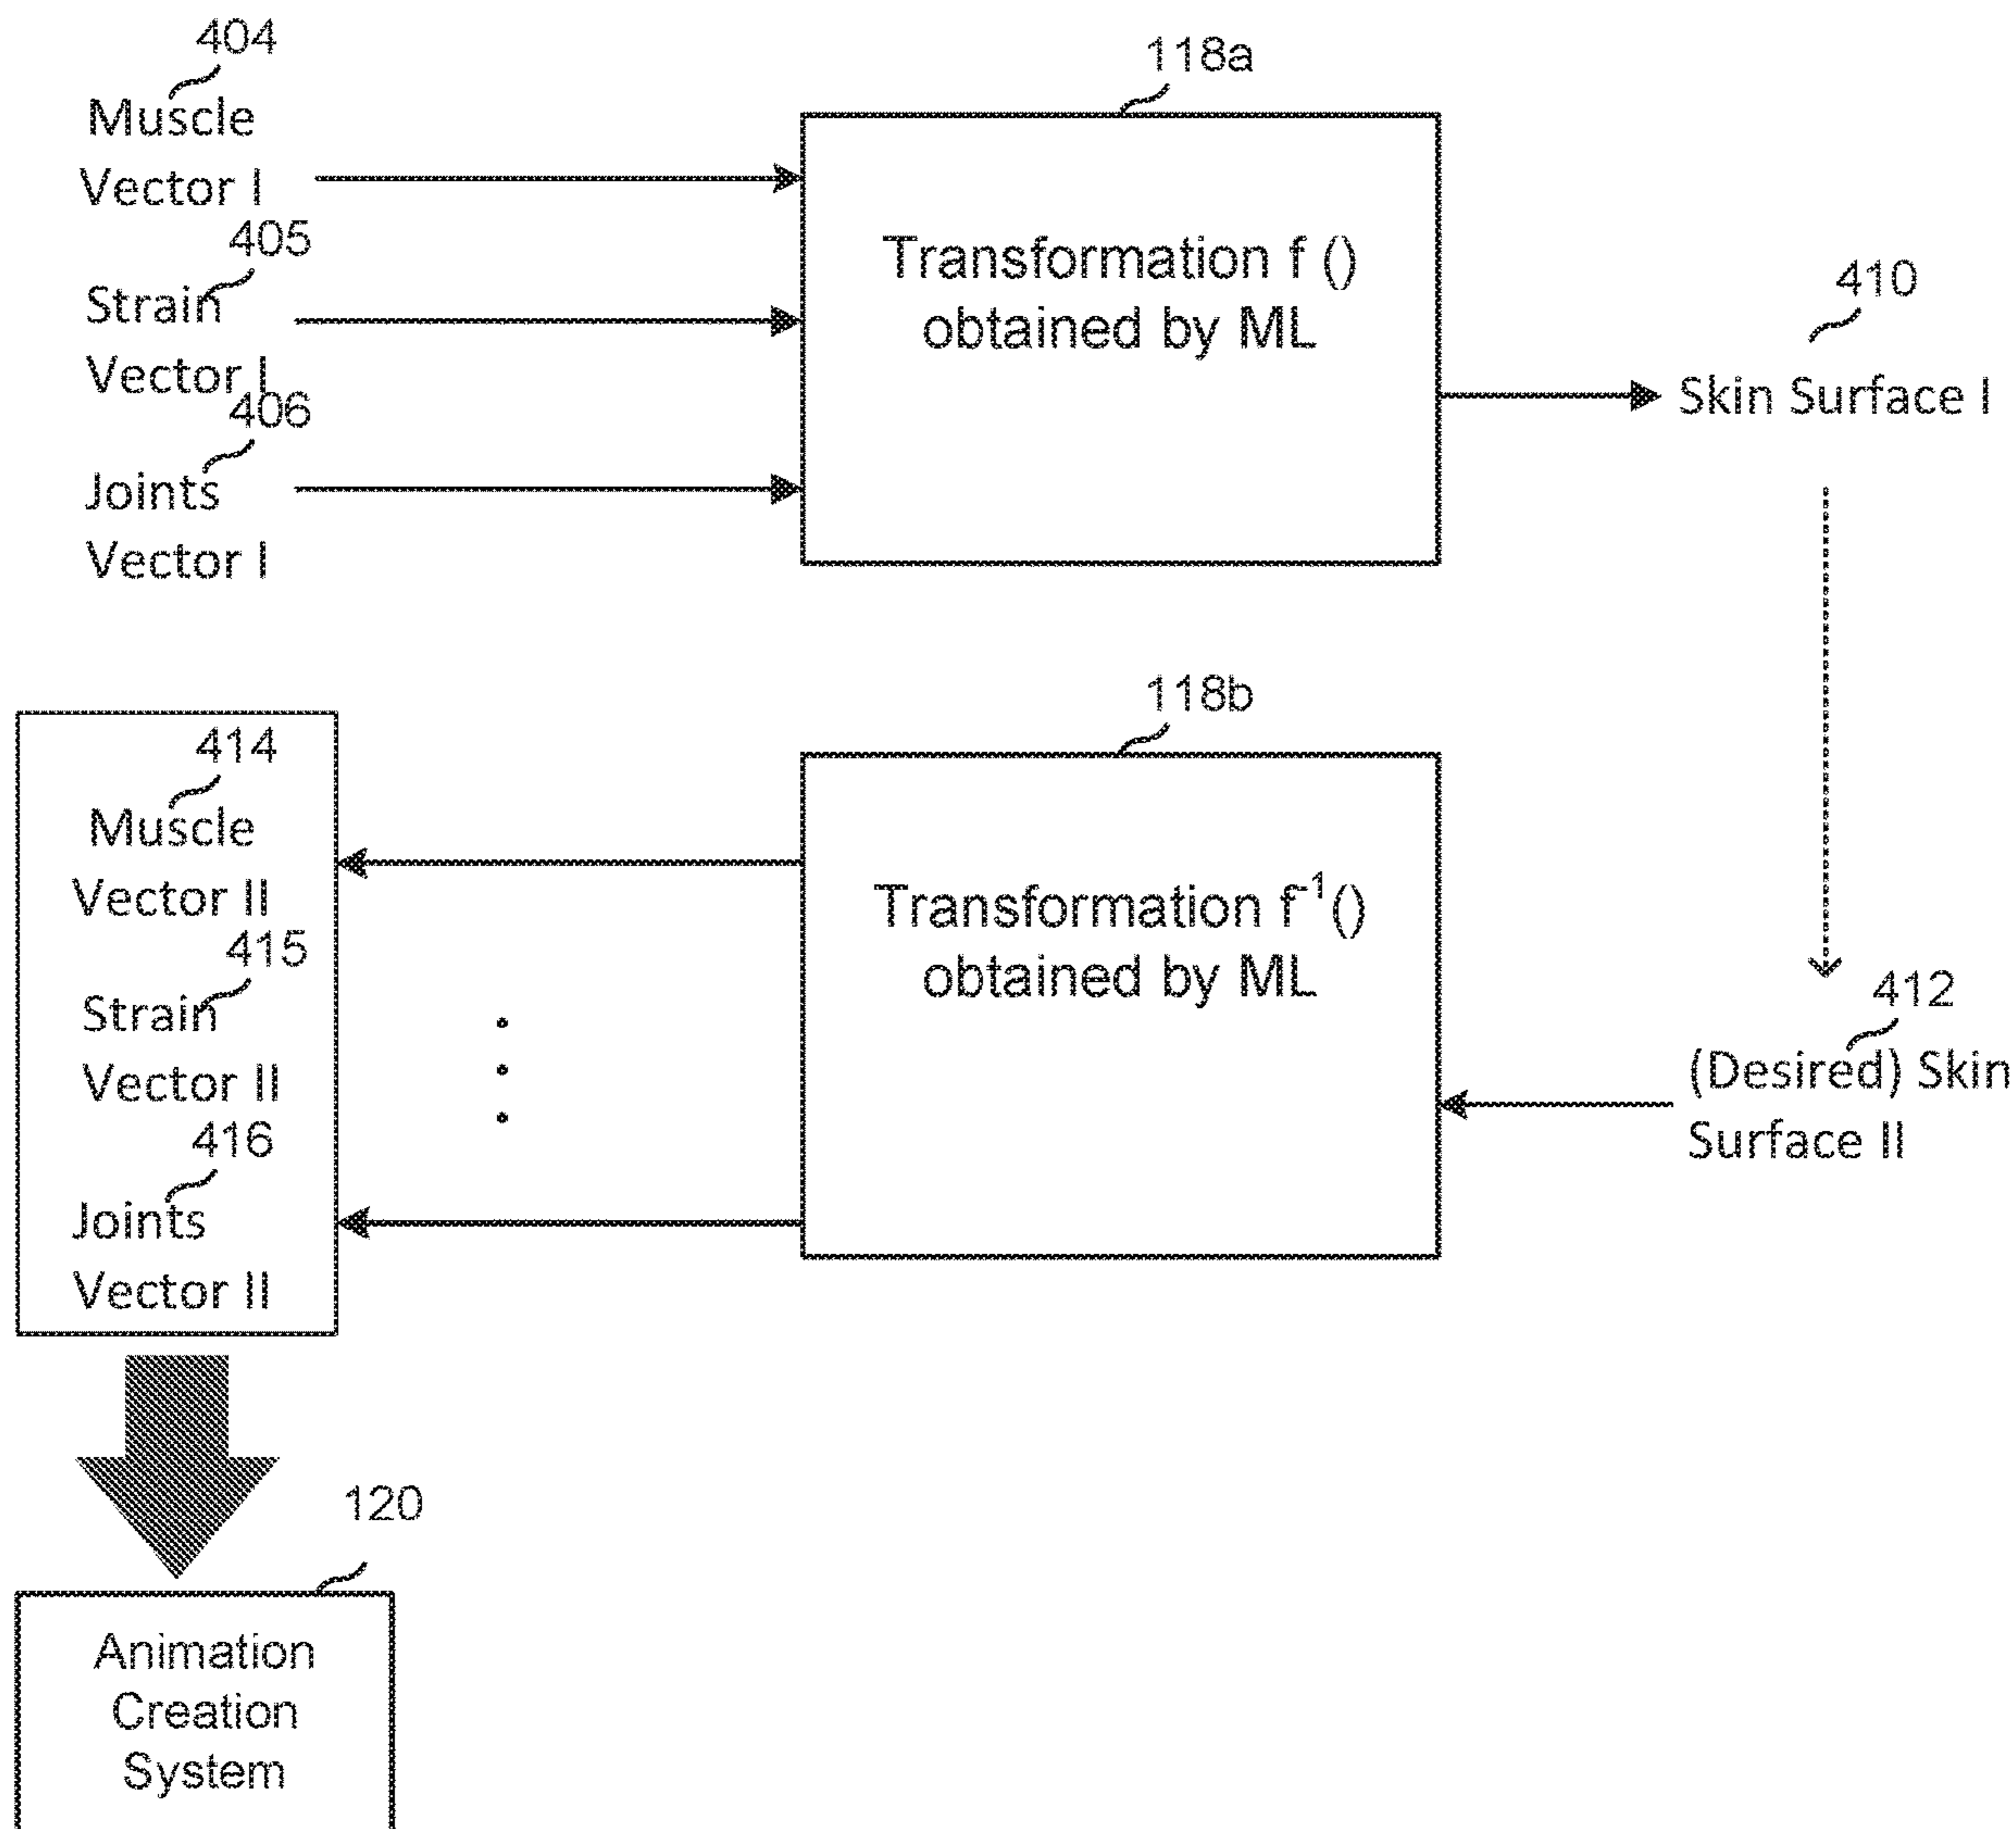 404
Muscle
Vector I
405
Strain
Vector I
406
Joints
Vector I
118a
Transformation f ()
obtained by ML
410
Skin Surface I
414
Muscle
Vector II
415
Strain
Vector II
416
Joints
Vector II
118b
Transformation f⁻¹()
obtained by ML
412
(Desired) Skin
Surface II
120
Animation
Creation
System